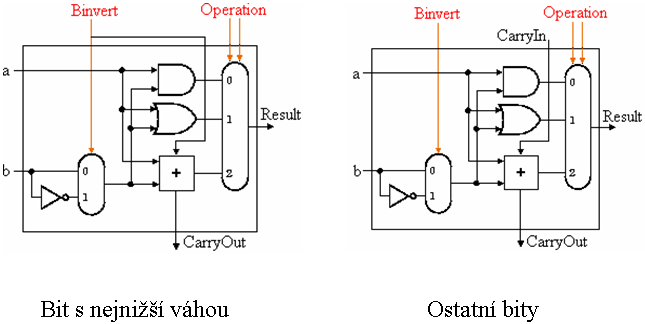 Binvert
Operation
a
0
1
Result
b
0
1
+
2
CarryOut
Bit s nejnižší váhou
Binvert
Operation
CarryIn
a
0
1
Result
b
0
1
+
2
CarryOut
Ostatní bity